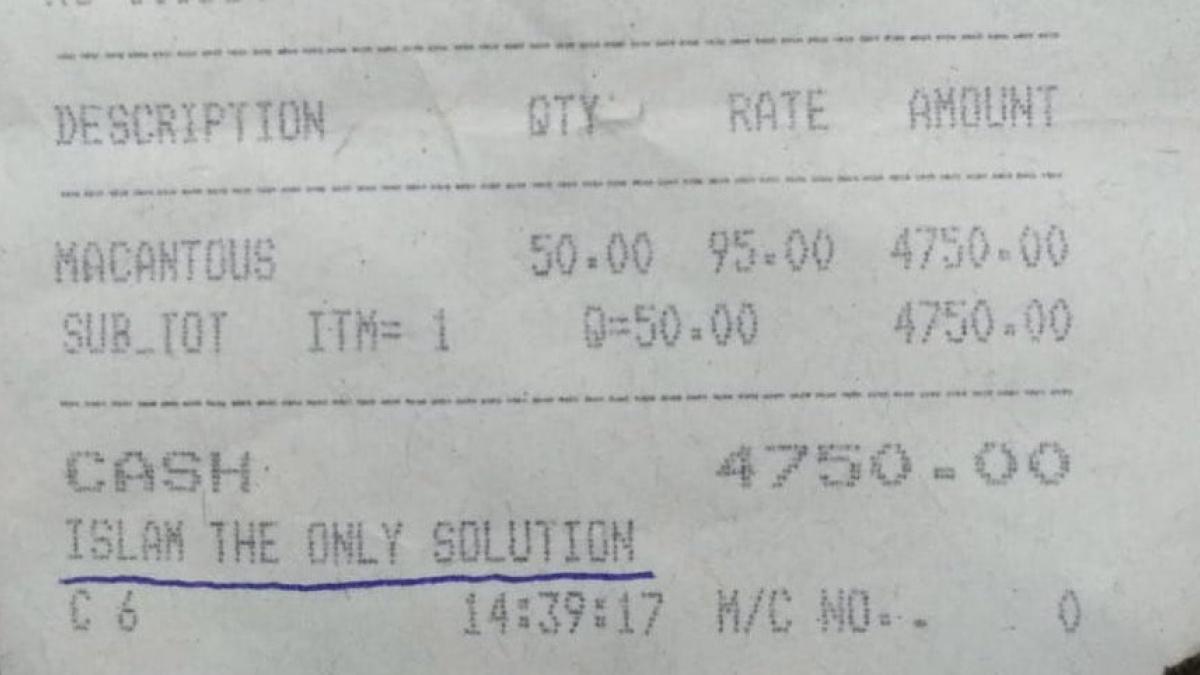 DESCRIPTION QTY RATE AMOUNT
MACANTOUS 50.00 95.00 4750.00
SUB_TOT ITM= 1 Q=50.00 4750.00
CASH 4750.00
ISLAM THE ONLY SOLUTION
C 6 14:39:17 M/C NO. . 0